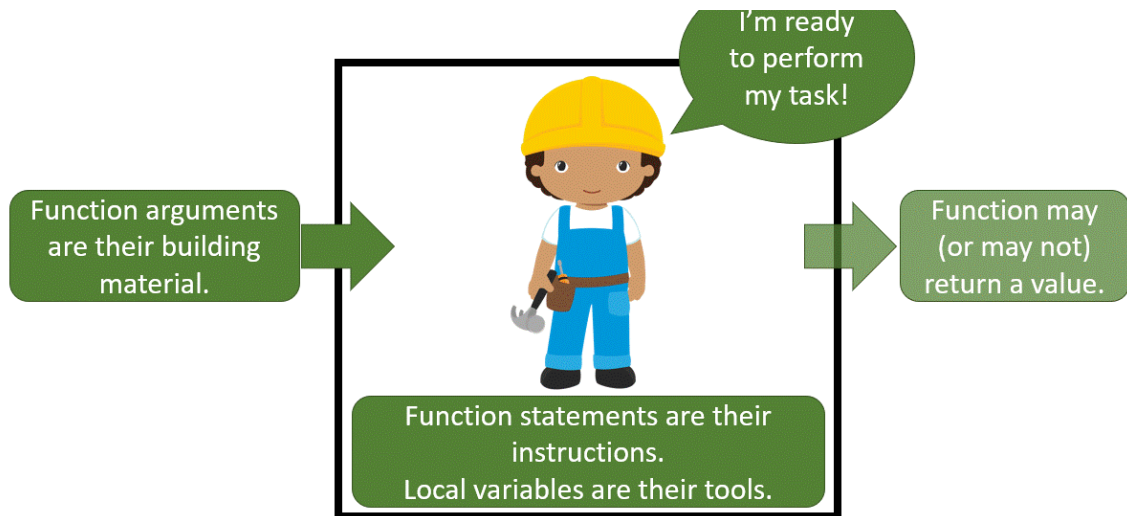 I'm ready
to perform
my task!
Function arguments
are their building
material.
Function may
(or may not)
return a value.
Function statements are their
instructions.
Local variables are their tools.